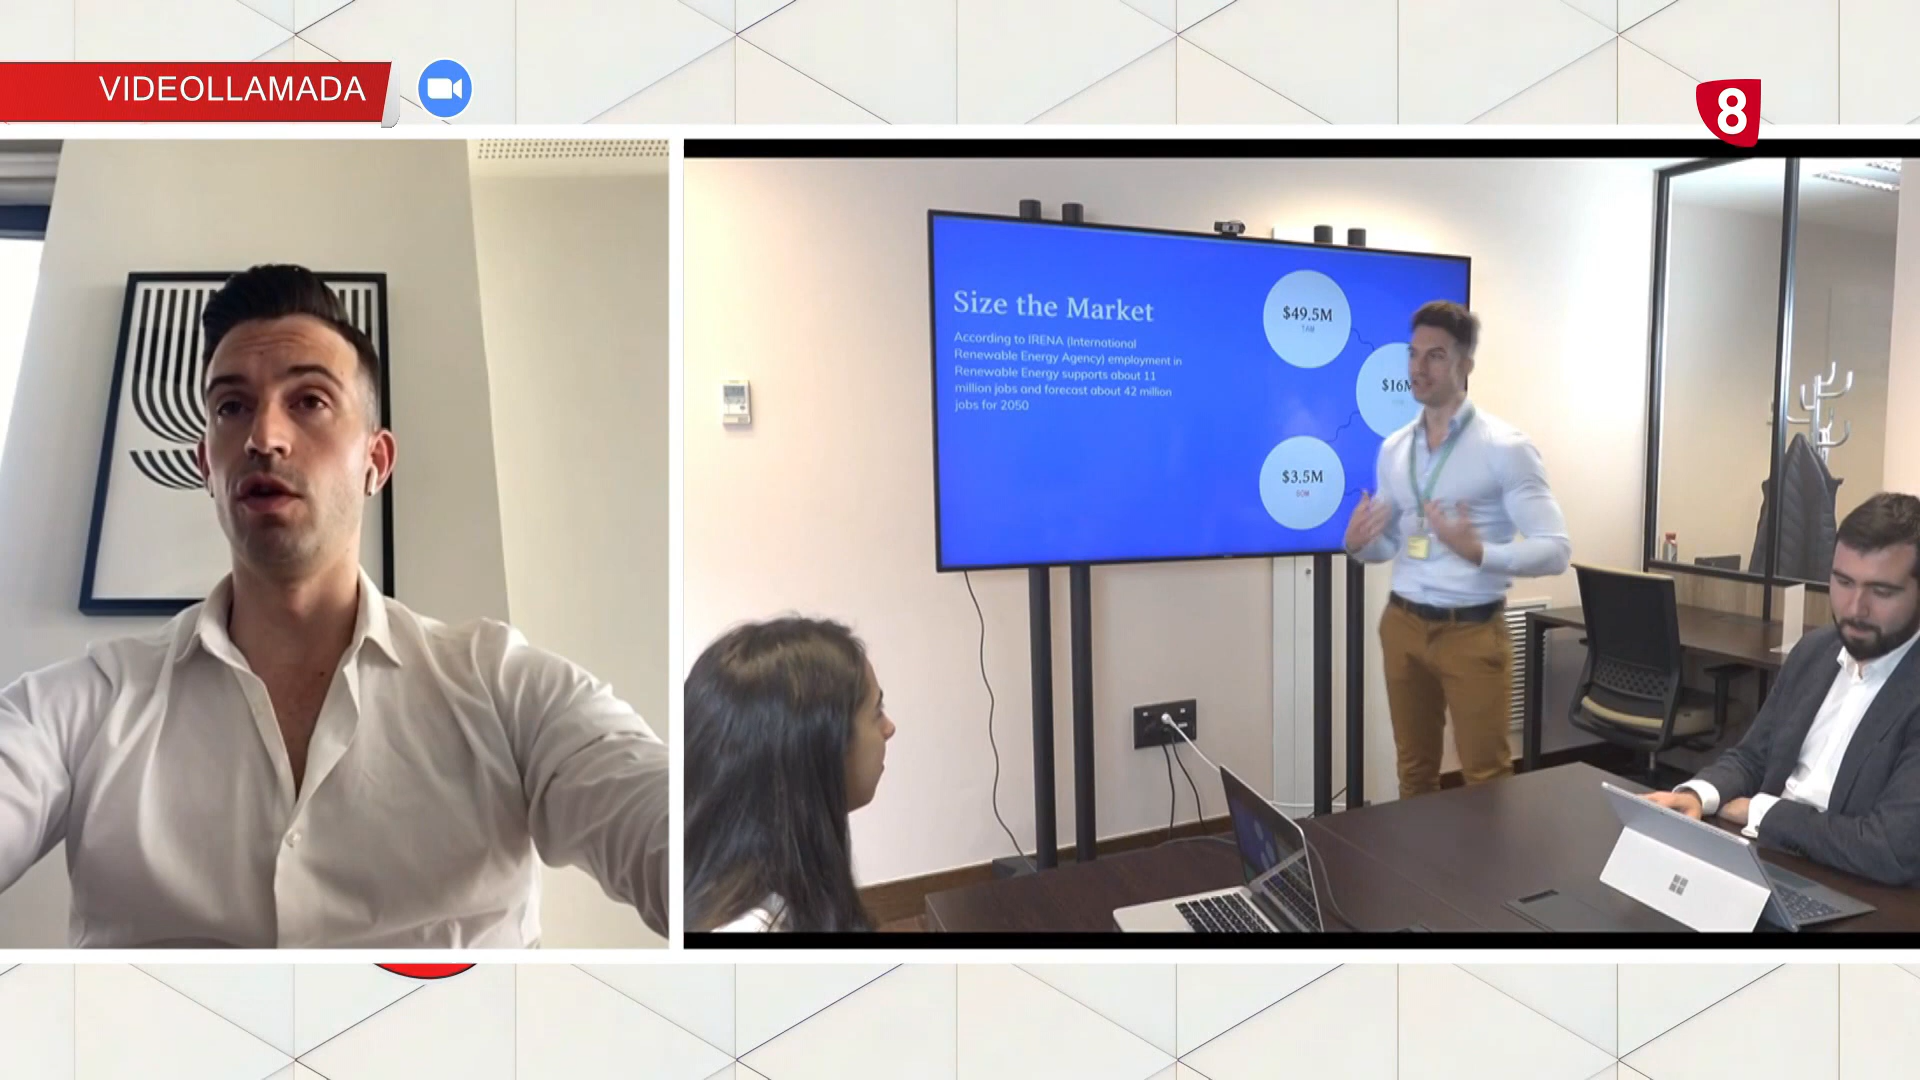 VIDEOLLAMADA
8
Size the Market
According to IRENA (International
Renewable Energy Agency) employment in
Renewable Energy supports about 11
million jobs and forecast about 42 million
jobs for 2050
$49.5M
TAM
$16M
$3.5M
SOM